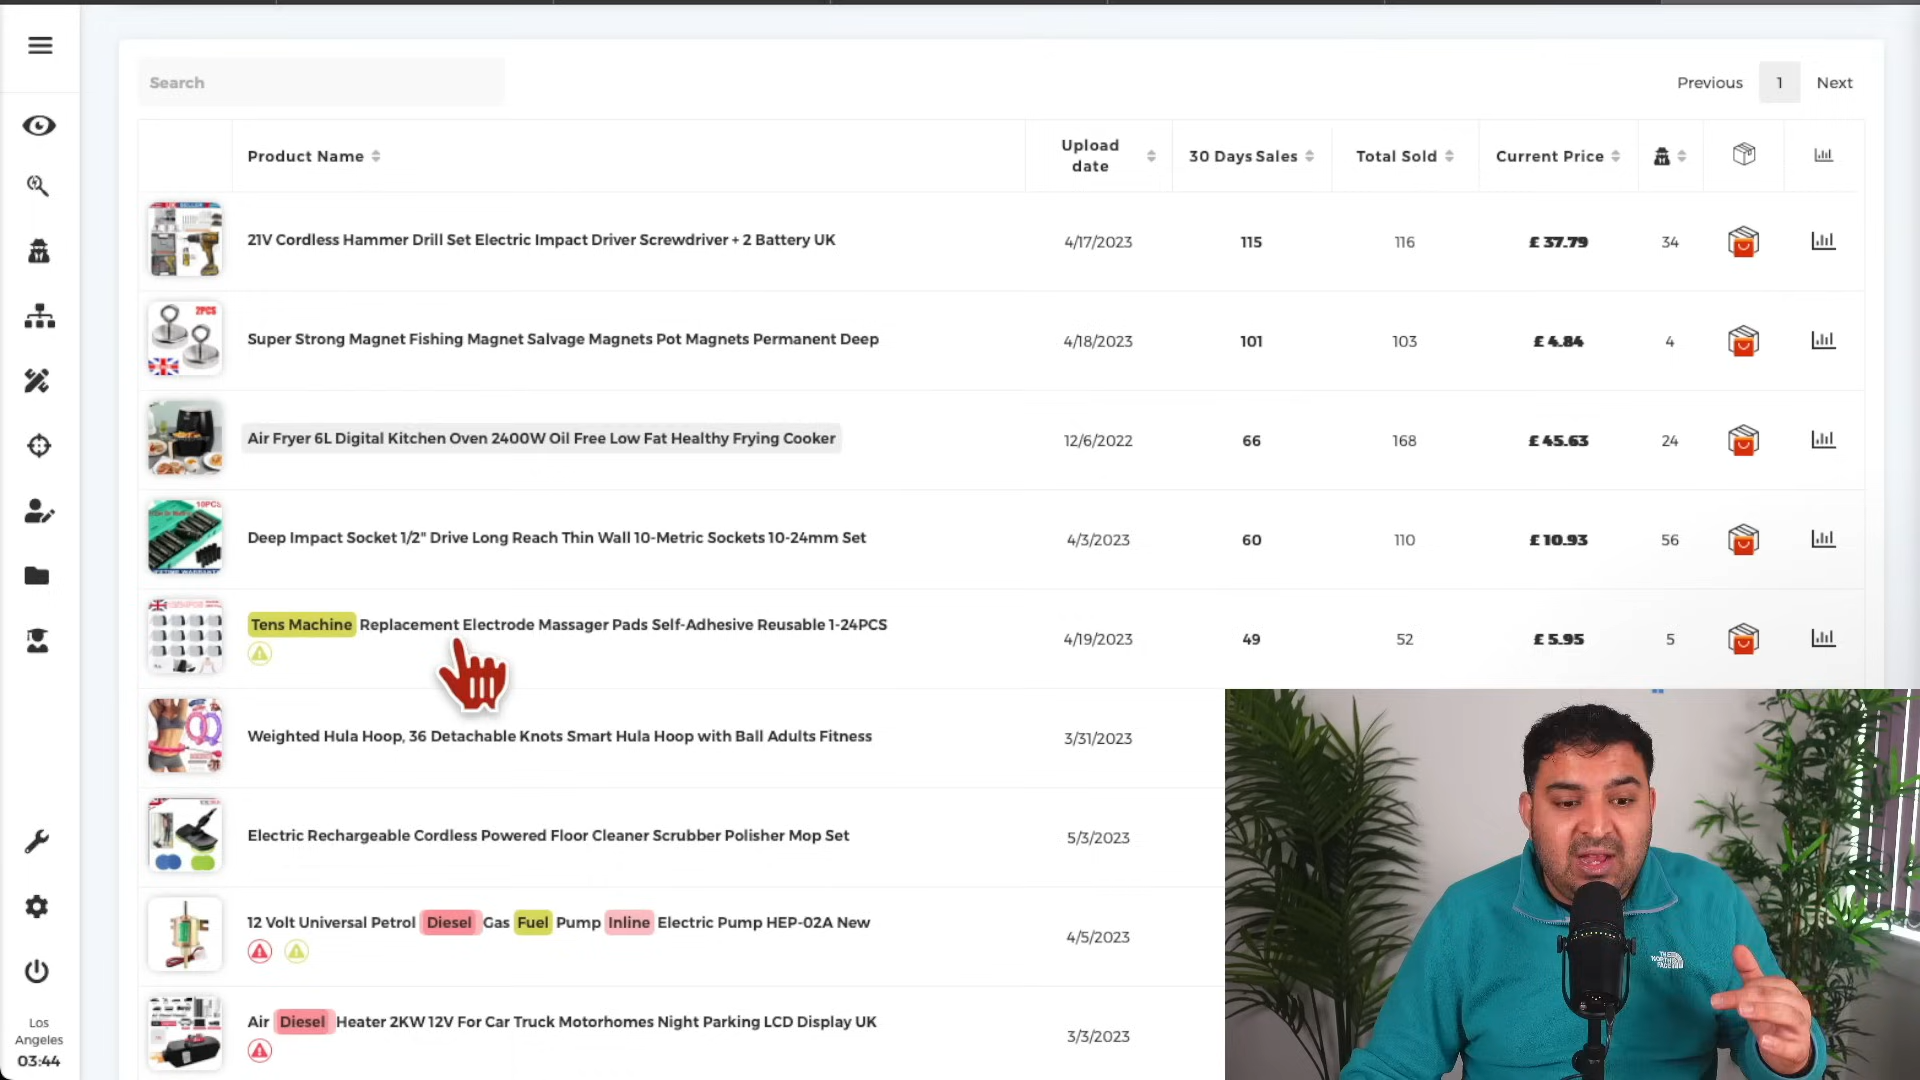 Search
Previous 1 Next
Product Name
Upload
date
30 Days Sales
Total Sold
Current Price
21V Cordless Hammer Drill Set Electric Impact Driver Screwdriver + 2 Battery UK
4/17/2023 115 116 £ 37.79 34
2PCS
Super Strong Magnet Fishing Magnet Salvage Magnets Pot Magnets Permanent Deep
4/18/2023 101 103 £ 4.84 4
Air Fryer 6L Digital Kitchen Oven 2400W Oil Free Low Fat Healthy Frying Cooker
12/6/2022 66 168 £ 45.63 24
10PCS
Deep Impact Socket 1/2" Drive Long Reach Thin Wall 10-Metric Sockets 10-24mm Set
4/3/2023 60 110 £ 10.93 56
Tens Machine Replacement Electrode Massager Pads Self-Adhesive Reusable 1-24PCS
4/19/2023 49 52 £ 5.95 5
Weighted Hula Hoop, 36 Detachable Knots Smart Hula Hoop with Ball Adults Fitness
3/31/2023
Electric Rechargeable Cordless Powered Floor Cleaner Scrubber Polisher Mop Set
5/3/2023
12 Volt Universal Petrol Diesel Gas Fuel Pump Inline Electric Pump HEP-02A New
4/5/2023
Air Diesel Heater 2KW 12V For Car Truck Motorhomes Night Parking LCD Display UK
3/3/2023
Los
Angeles
03:44
THE
NORTH
FACE